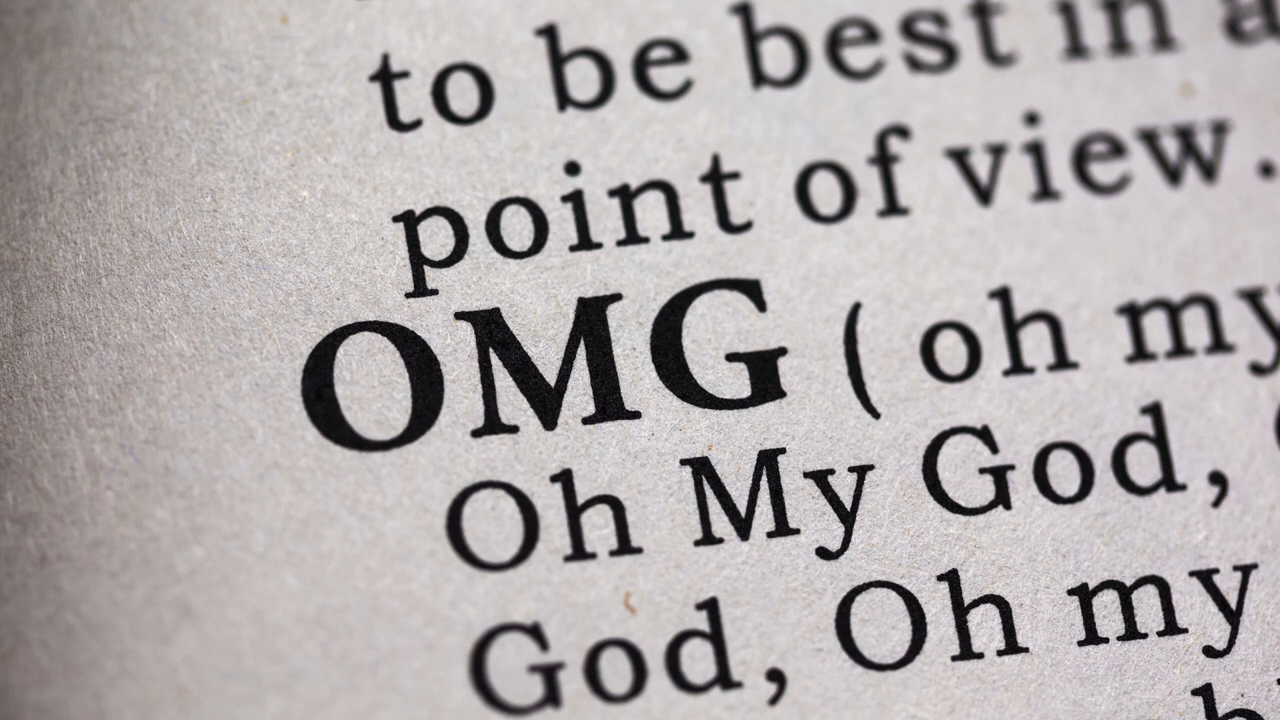 to be best in a
point of view.
OMG ( oh my
Oh My God,
God, Oh my